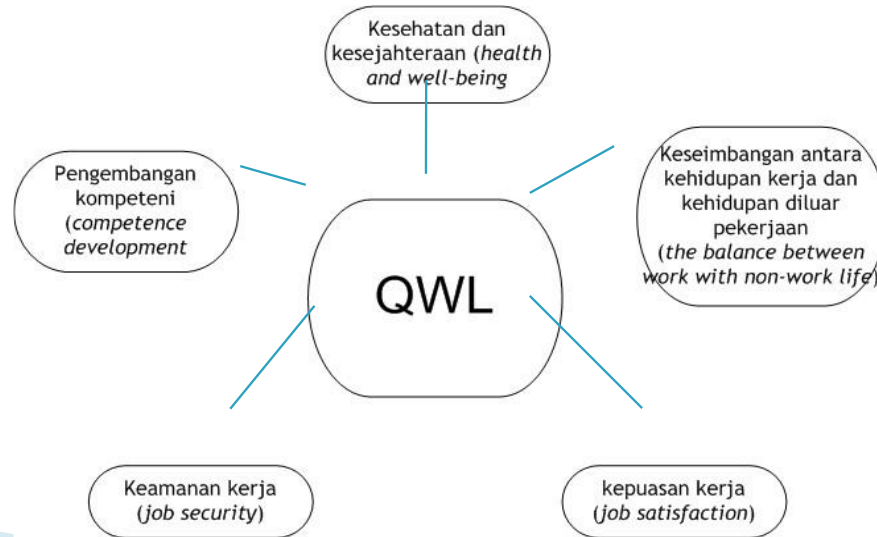 Kesehatan dan
kesejahteraan (health
and well-being
Pengembangan
kompeteni
(competence
development
Keseimbangan antara
kehidupan kerja dan
kehidupan diluar
pekerjaan
(the balance between
work with non-work life)
QWL
Keamanan kerja
(job security)
kepuasan kerja
(job satisfaction)